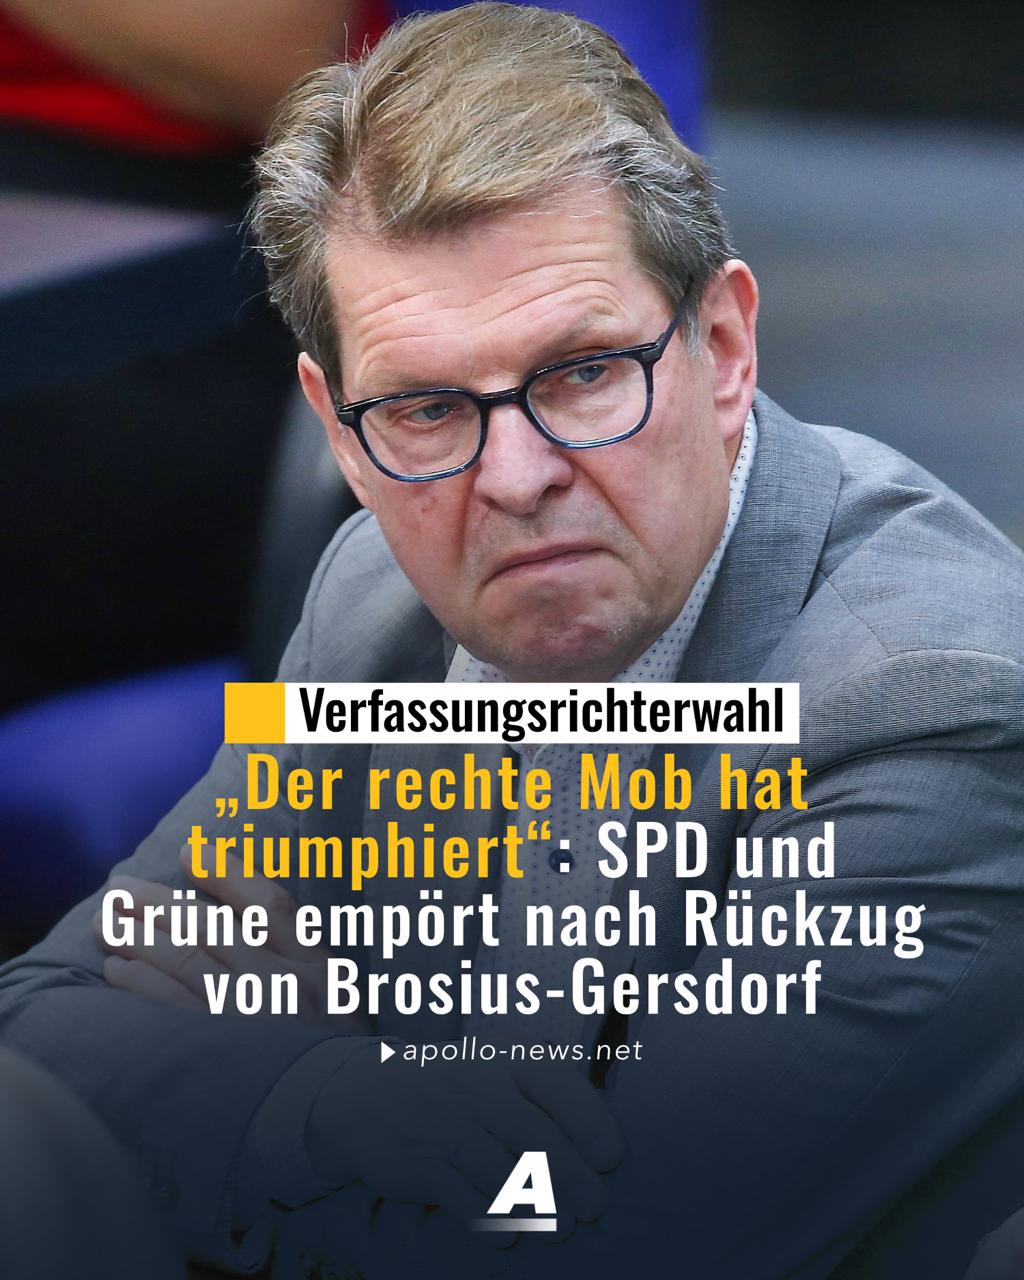 Verfassungsrichterwahl
„Der rechte Mob hat
triumphiert“: SPD und
Grüne empört nach Rückzug
von Brosius-Gersdorf
apollo-news.net
A